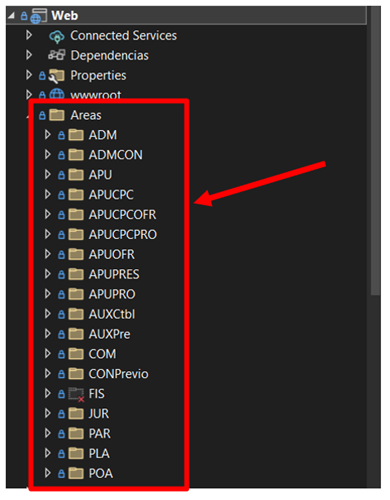 Web
Connected Services
Dependencias
Properties
wwwroot
Areas
ADM
ADMCON
APU
APUCPC
APUCPCOFR
APUCPCPRO
APUOFR
APUPRES
APUPRO
AUXCtbl
AUXPre
COM
CONPrevio
FIS
JUR
PAR
PLA
POA